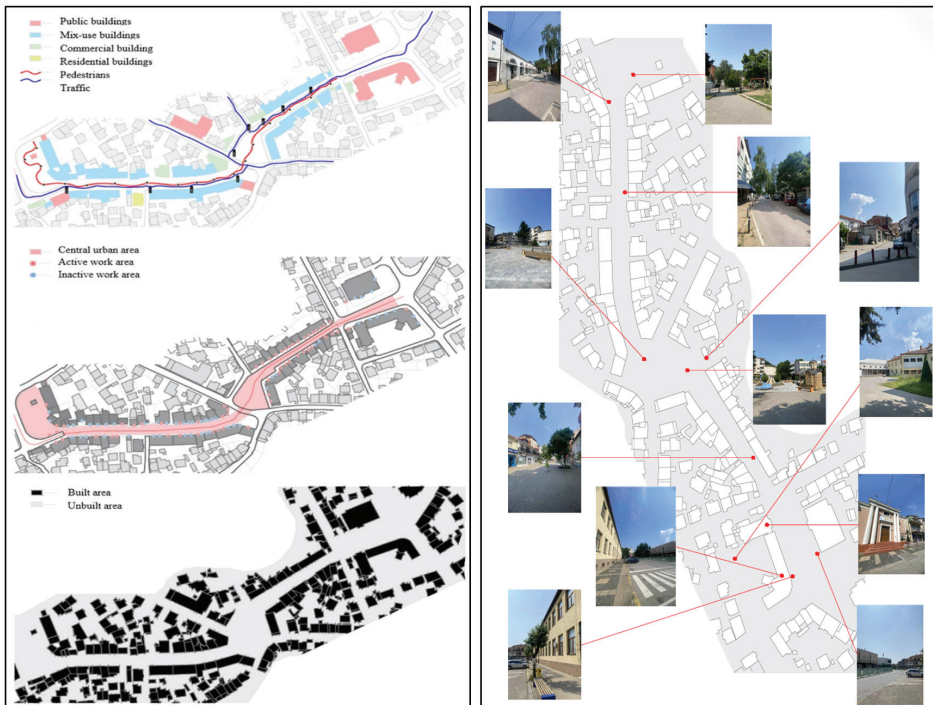 Public buildings
Mix-use buildings
Commercial building
Residential buildings
Pedestrians
Traffic
Central urban area
Active work area
Inactive work area
Built area
Unbuilt area